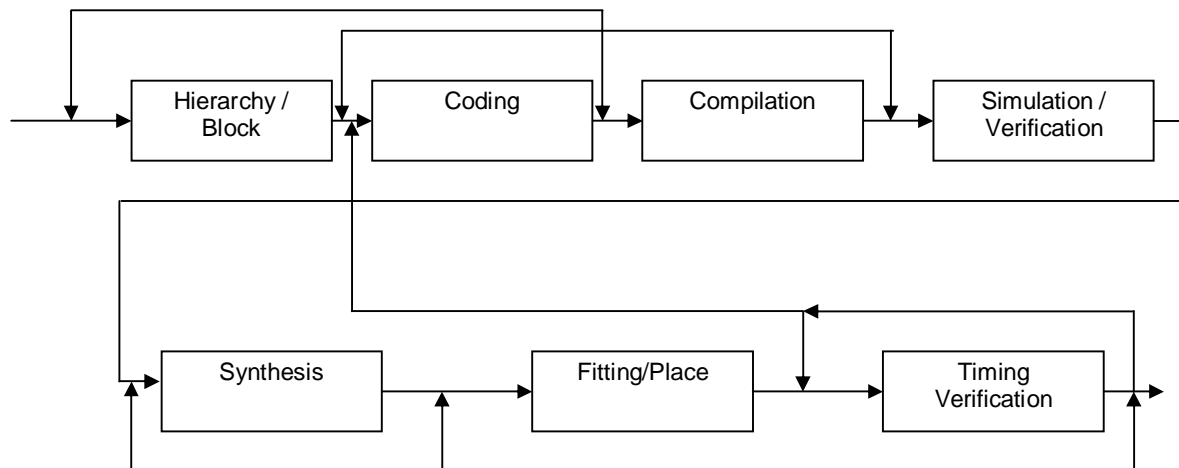 Hierarchy /
Block
Coding
Compilation
Simulation /
Verification
Synthesis
Fitting/Place
Timing
Verification